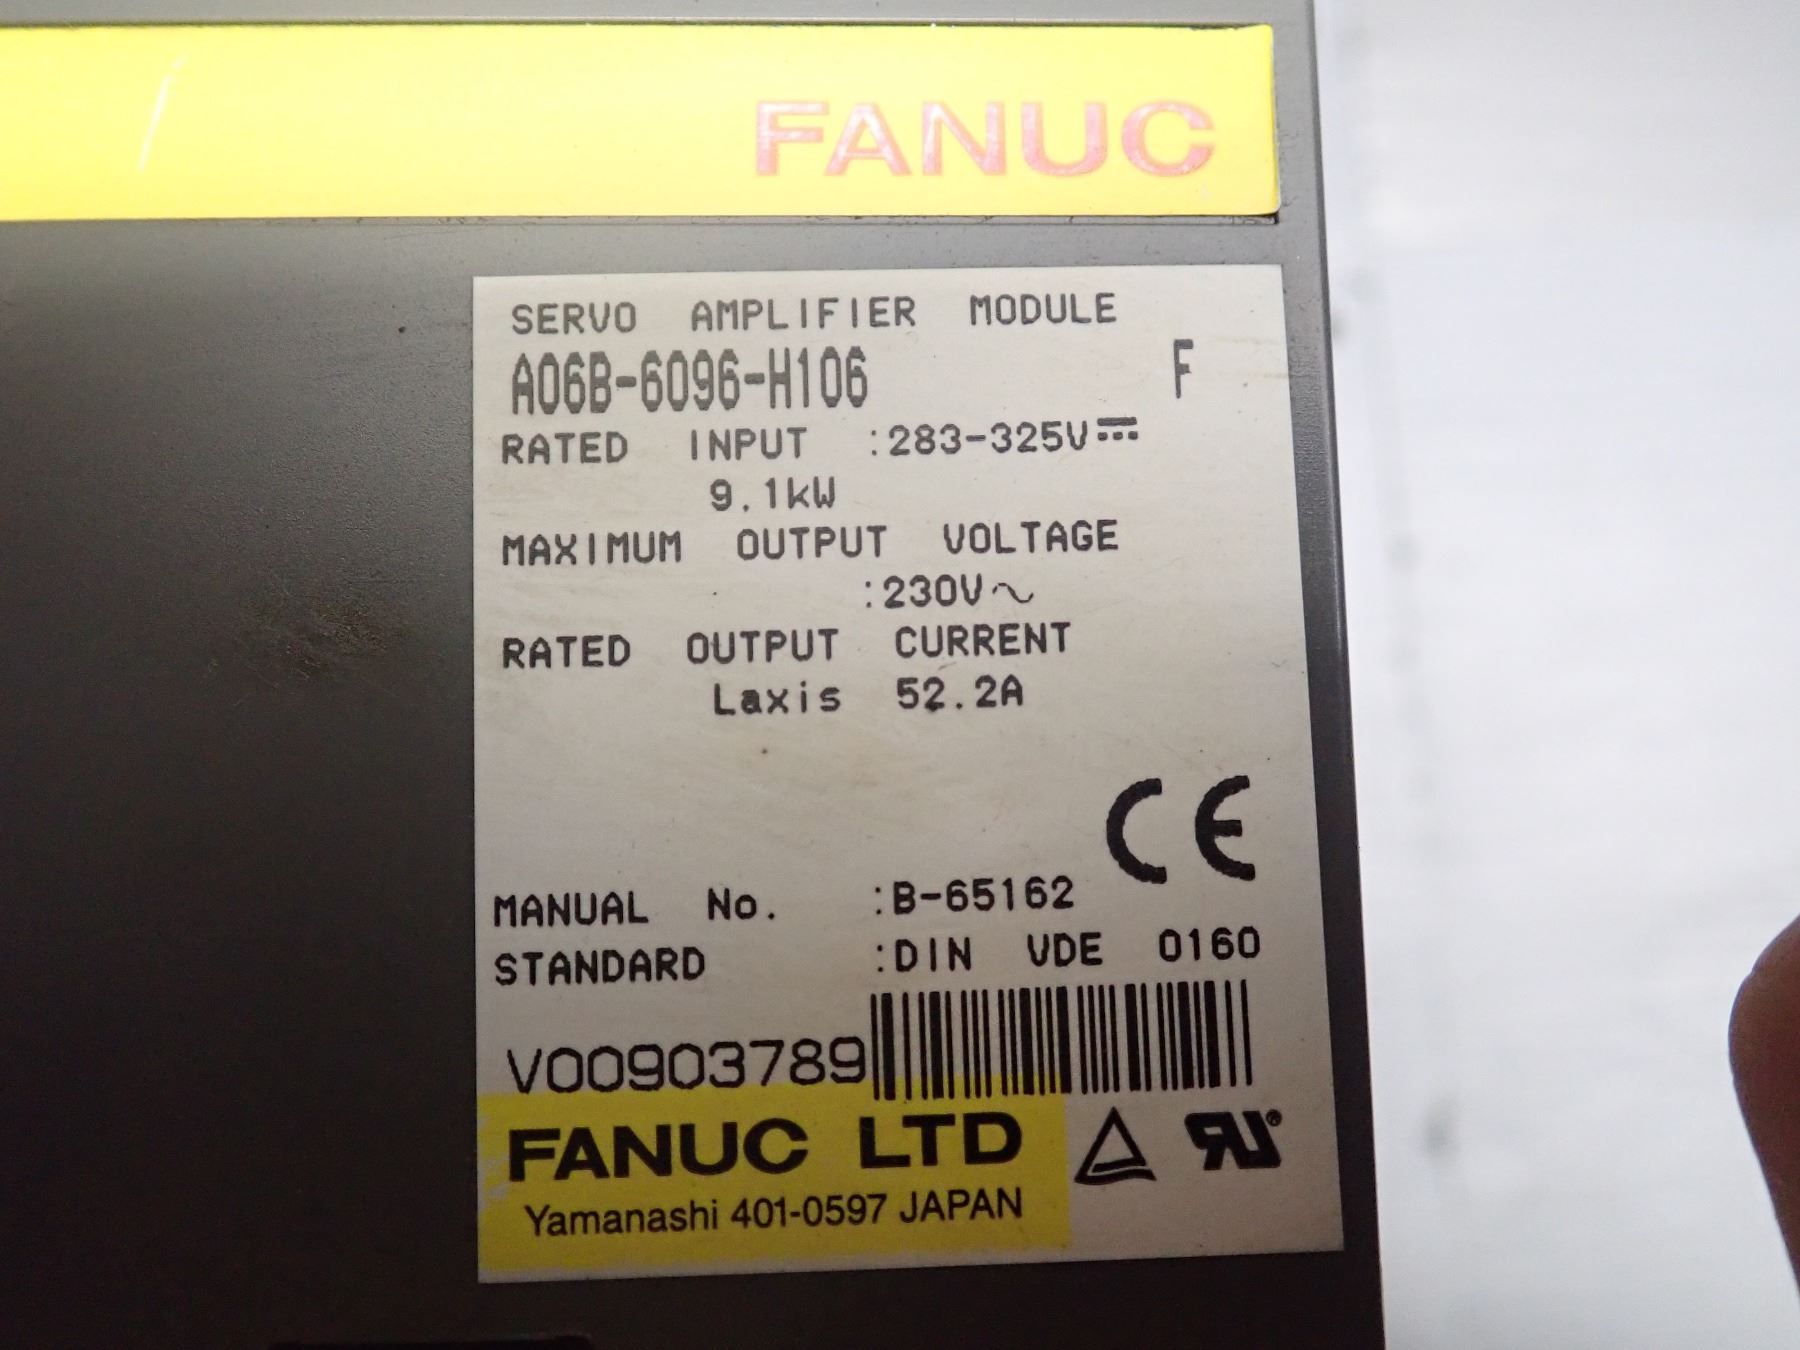 FANUC
SERVO AMPLIFIER MODULE
A06B-6096-H106 F
RATED INPUT :283-325V⎓
9.1kW
MAXIMUM OUTPUT VOLTAGE
:230V~
RATED OUTPUT CURRENT
Laxis 52.2A
CE
MANUAL No. :B-65162
STANDARD :DIN VDE 0160
V00903789
FANUC LTD
Yamanashi 401-0597 JAPAN